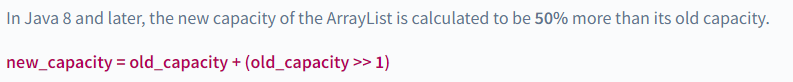 In Java 8 and later, the new capacity of the ArrayList is calculated to be 50% more than its old capacity.
new_capacity = old_capacity + (old_capacity >> 1)